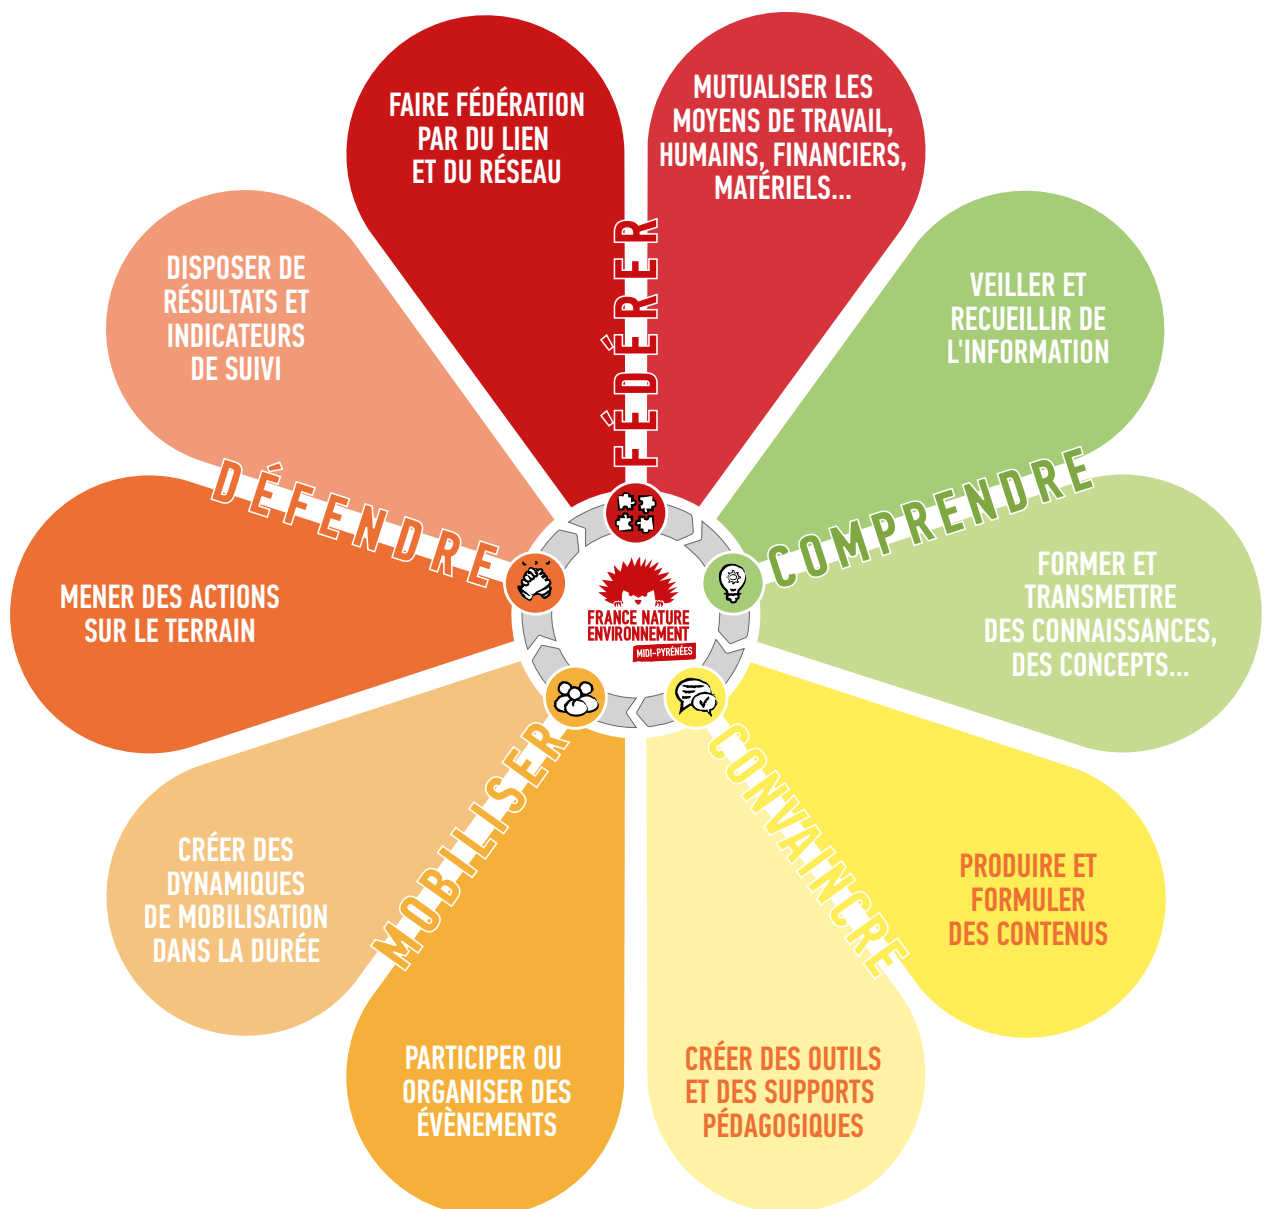 FAIRE FÉDÉRATION
PAR DU LIEN
ET DU RÉSEAU
MUTUALISER LES
MOYENS DE TRAVAIL,
HUMAINS, FINANCIERS,
MATÉRIELS...
FÉDÉRER
VEILLER ET
RECUEILLIR DE
L'INFORMATION
COMPRENDRE
FORMER ET
TRANSMETTRE
DES CONNAISSANCES,
DES CONCEPTS...
PRODUIRE ET
FORMULER
DES CONTENUS
CONVAINCRE
CRÉER DES OUTILS
ET DES SUPPORTS
PÉDAGOGIQUES
PARTICIPER OU
ORGANISER DES
ÉVÈNEMENTS
MOBILISER
CRÉER DES
DYNAMIQUES
DE MOBILISATION
DANS LA DURÉE
MENER DES ACTIONS
SUR LE TERRAIN
DÉFENDRE
DISPOSER DE
RÉSULTATS ET
INDICATEURS
DE SUIVI
FRANCE NATURE
ENVIRONNEMENT
MIDI-PYRÉNÉES